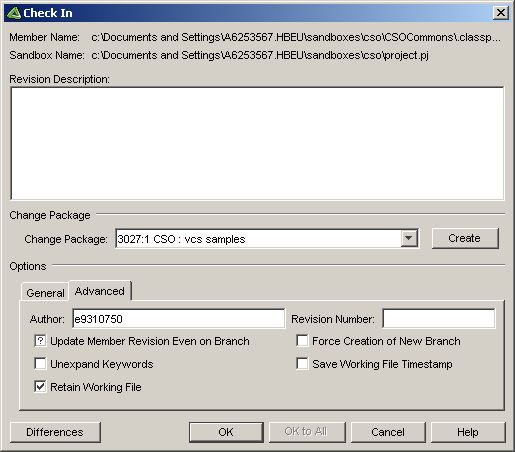 Check In
Member Name: c:\Documents and Settings\A6253567.HBEU\sandboxes\cso\CSOCommons\.classp...
Sandbox Name: c:\Documents and Settings\A6253567.HBEU\sandboxes\cso\project.pj
Revision Description:
Change Package
Change Package: 3027:1 CSO : vcs samples Create
Options
General Advanced
Author: e9310750 Revision Number:
? Update Member Revision Even on Branch Force Creation of New Branch
Unexpand Keywords Save Working File Timestamp
Retain Working File
Differences OK OK to All Cancel Help